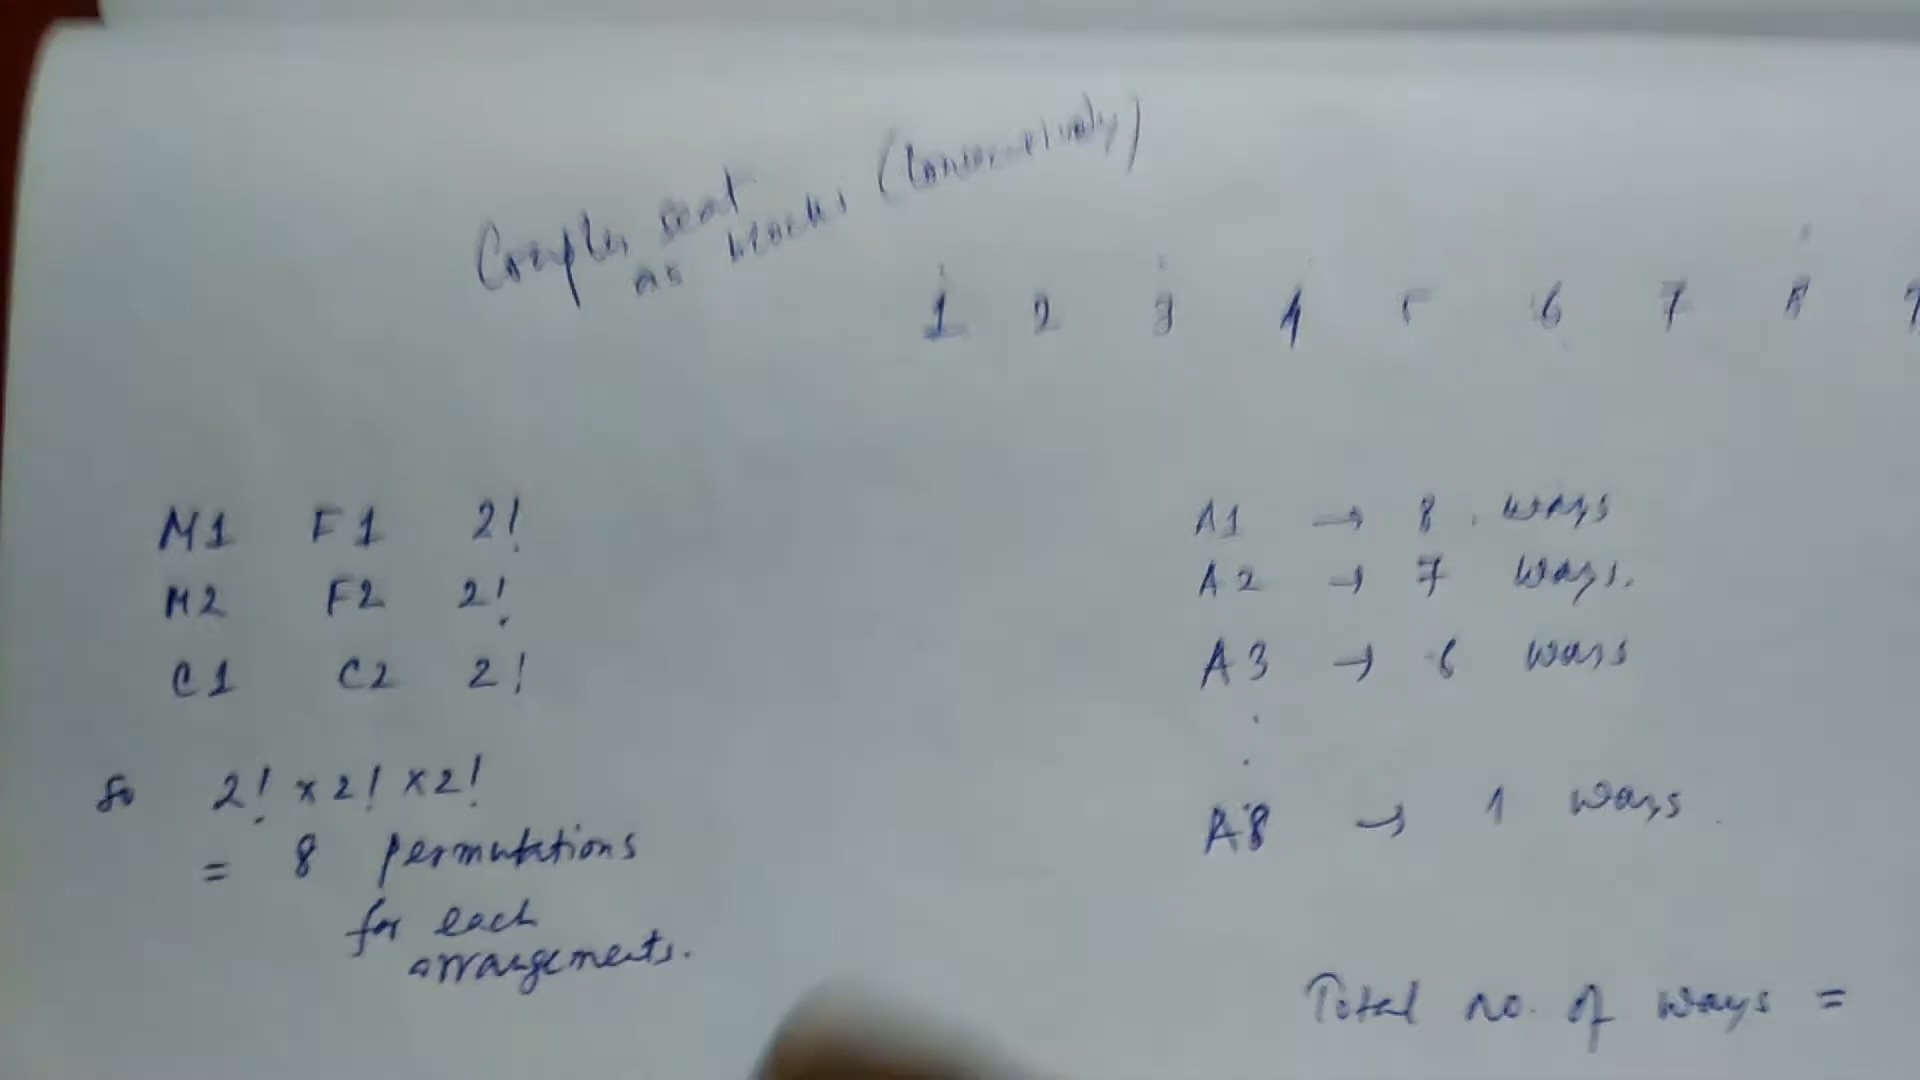 Couples seat
as blocks (Consecutively)
1 2 3 4 5 6 7 8 9
M1 F1 2!
M2 F2 2!
C1 C2 2!
So 2! x 2! x 2!
= 8 permutations
for each
arrangements.
A1 → 8 ways
A2 → 7 ways.
A3 → 6 ways
.
.
A8 → 1 ways.
Total no. of ways =